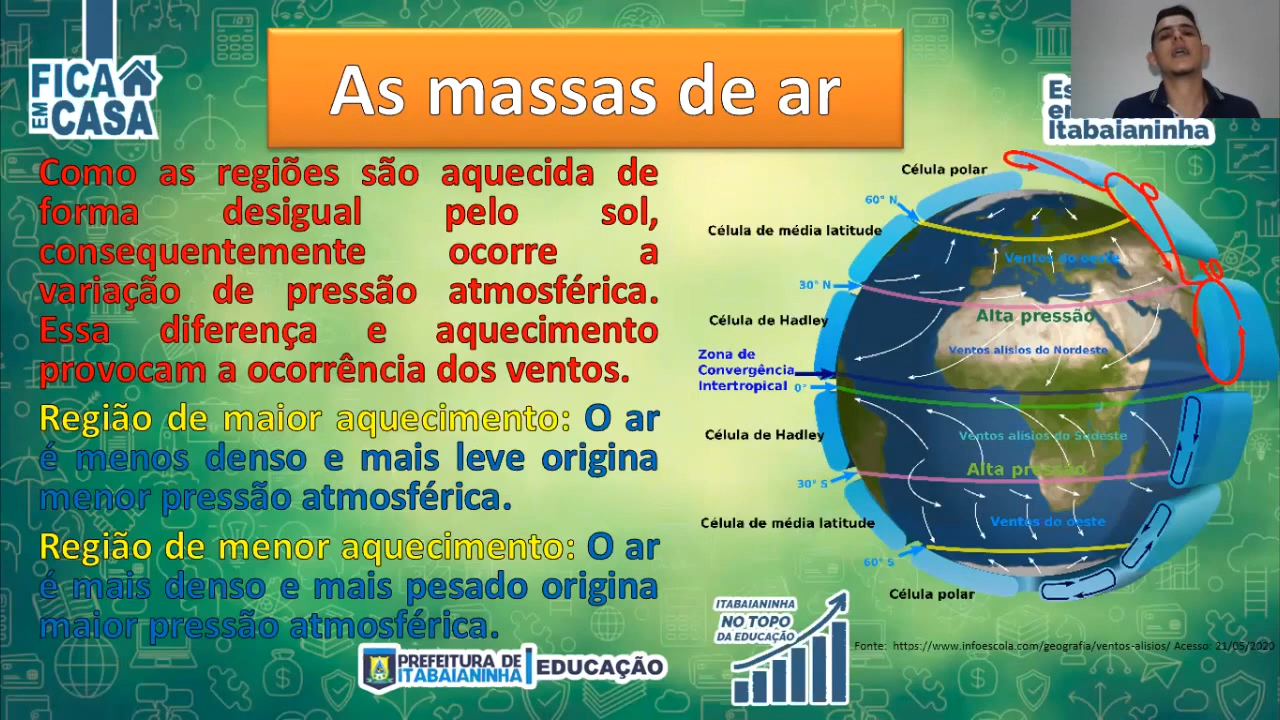 FICA
EM
CASA
As massas de ar
Es
e
Itabaianinha
Como as regiões são aquecida de
forma desigual pelo sol,
consequentemente ocorre a
variação de pressão atmosférica.
Essa diferença e aquecimento
provocam a ocorrência dos ventos.
Região de maior aquecimento: O ar
é menos denso e mais leve origina
menor pressão atmosférica.
Região de menor aquecimento: O ar
é mais denso e mais pesado origina
maior pressão atmosférica.
Célula polar
60° N
Célula de média latitude
Ventos do oeste
30° N
Alta pressão
Célula de Hadley
Ventos alísios do Nordeste
Zona de
Convergência
Intertropical
0°
Célula de Hadley
Ventos alísios do Sudeste
Alta pressão
30° S
Célula de média latitude
Ventos do oeste
60° S
Célula polar
ITABAIANINHA
NO TOPO
DA EDUCAÇÃO
Fonte: https://www.infoescola.com/geografia/ventos-alisios/ Acesso: 21/05/2020
PREFEITURA DE
ITABAIANINHA
EDUCAÇÃO